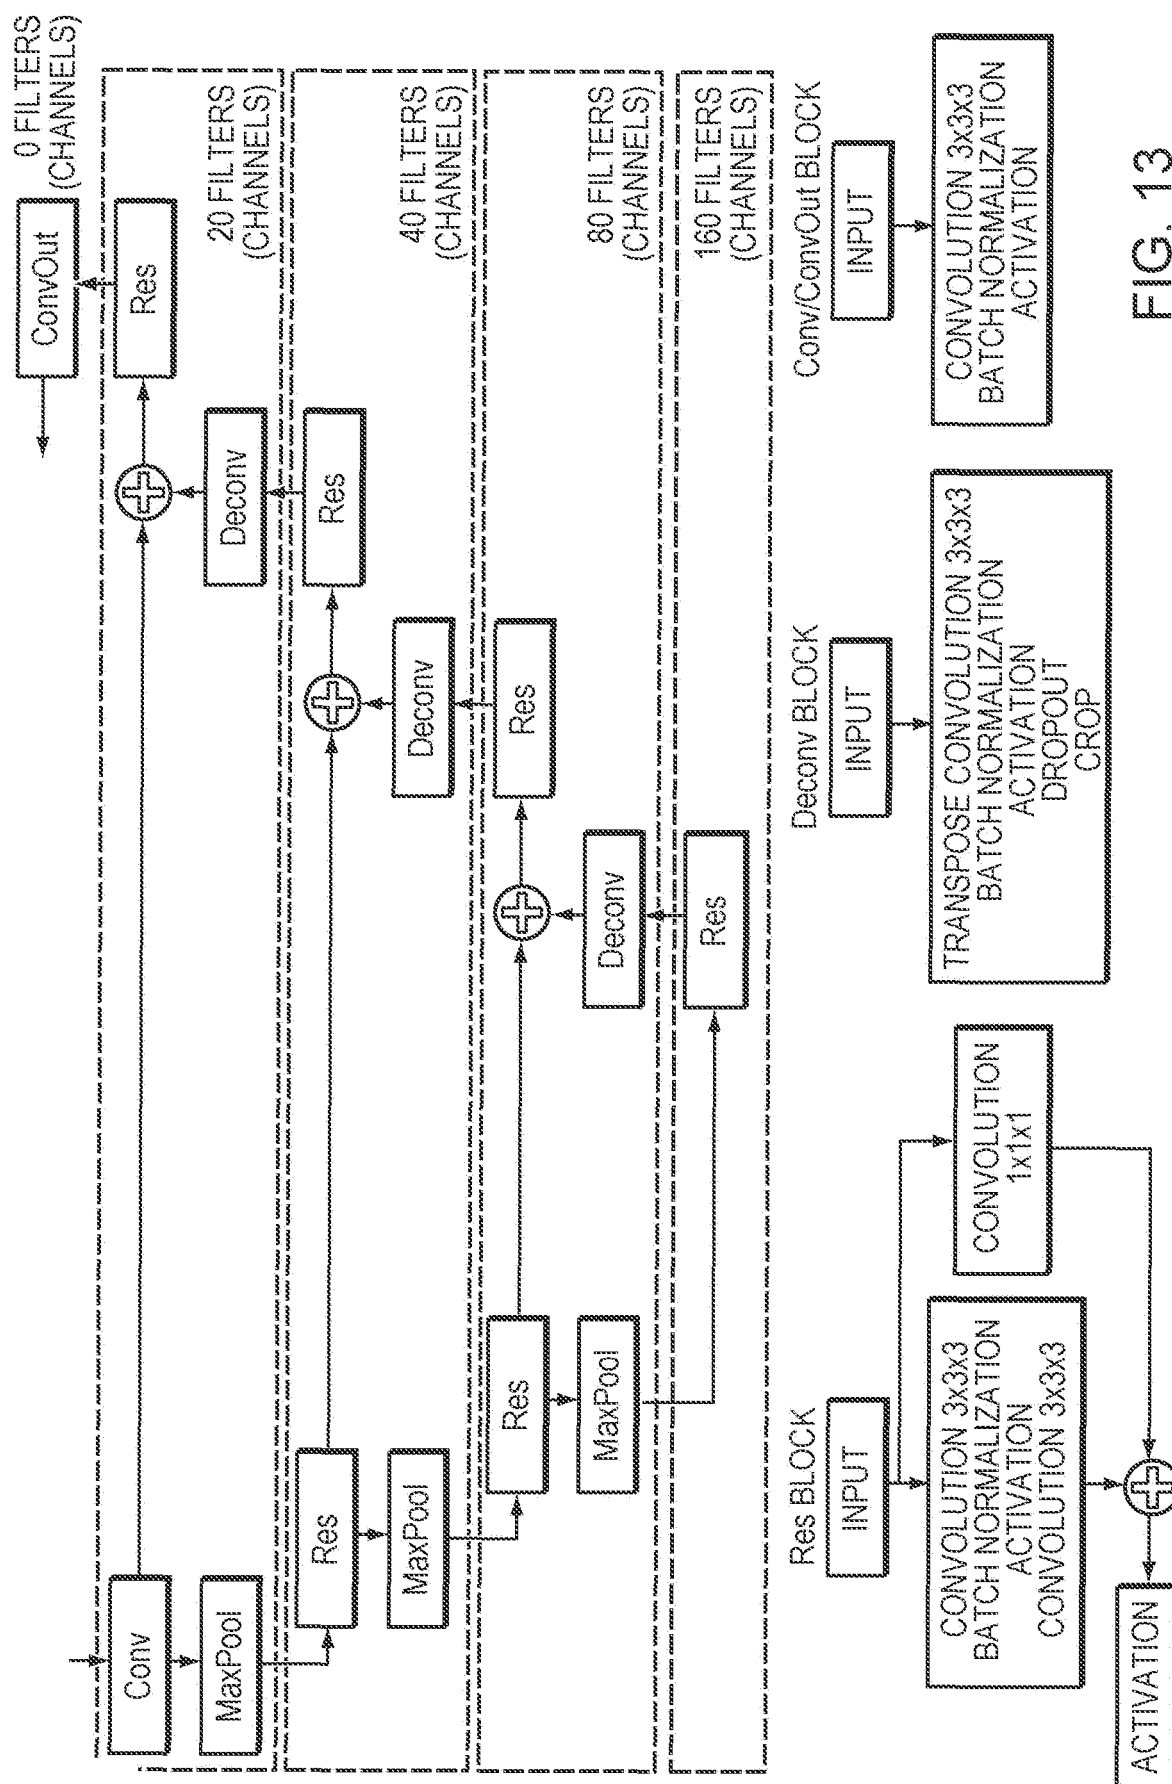 0 FILTERS
(CHANNELS)
ConvOut
Conv
Res
20 FILTERS
(CHANNELS)
MaxPool
Deconv
Res
Res
40 FILTERS
(CHANNELS)
MaxPool
Deconv
Res
Res
80 FILTERS
(CHANNELS)
MaxPool
Deconv
Res
160 FILTERS
(CHANNELS)
Res BLOCK
INPUT
CONVOLUTION 3x3x3
BATCH NORMALIZATION
ACTIVATION
CONVOLUTION 3x3x3
CONVOLUTION
1x1x1
ACTIVATION
Deconv BLOCK
INPUT
TRANSPOSE CONVOLUTION 3x3x3
BATCH NORMALIZATION
ACTIVATION
DROPOUT
CROP
Conv/ConvOut BLOCK
INPUT
CONVOLUTION 3x3x3
BATCH NORMALIZATION
ACTIVATION
FIG. 13